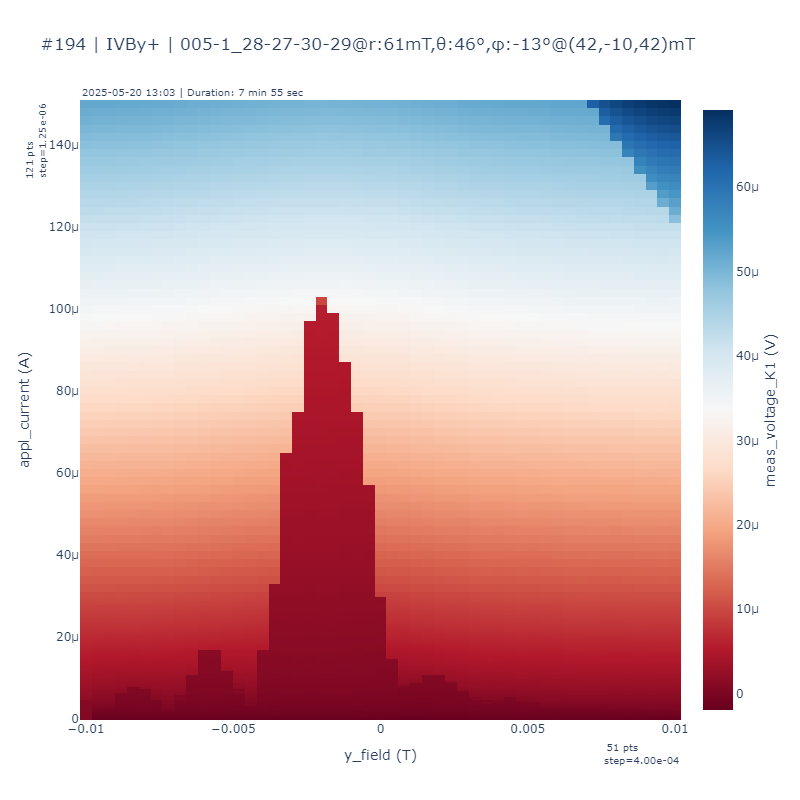 #194 | IVBy+ | 005-1_28-27-30-29@r:61mT,θ:46°,φ:-13°@(42,-10,42)mT
2025-05-20 13:03 | Duration: 7 min 55 sec
121 pts
step=1.25e-06
140μ
120μ
100μ
80μ
60μ
40μ
20μ
0
appl_current (A)
−0.01
−0.005
0
0.005
0.01
y_field (T)
51 pts
step=4.00e-04
60μ
50μ
40μ
30μ
20μ
10μ
0
meas_voltage_K1 (V)